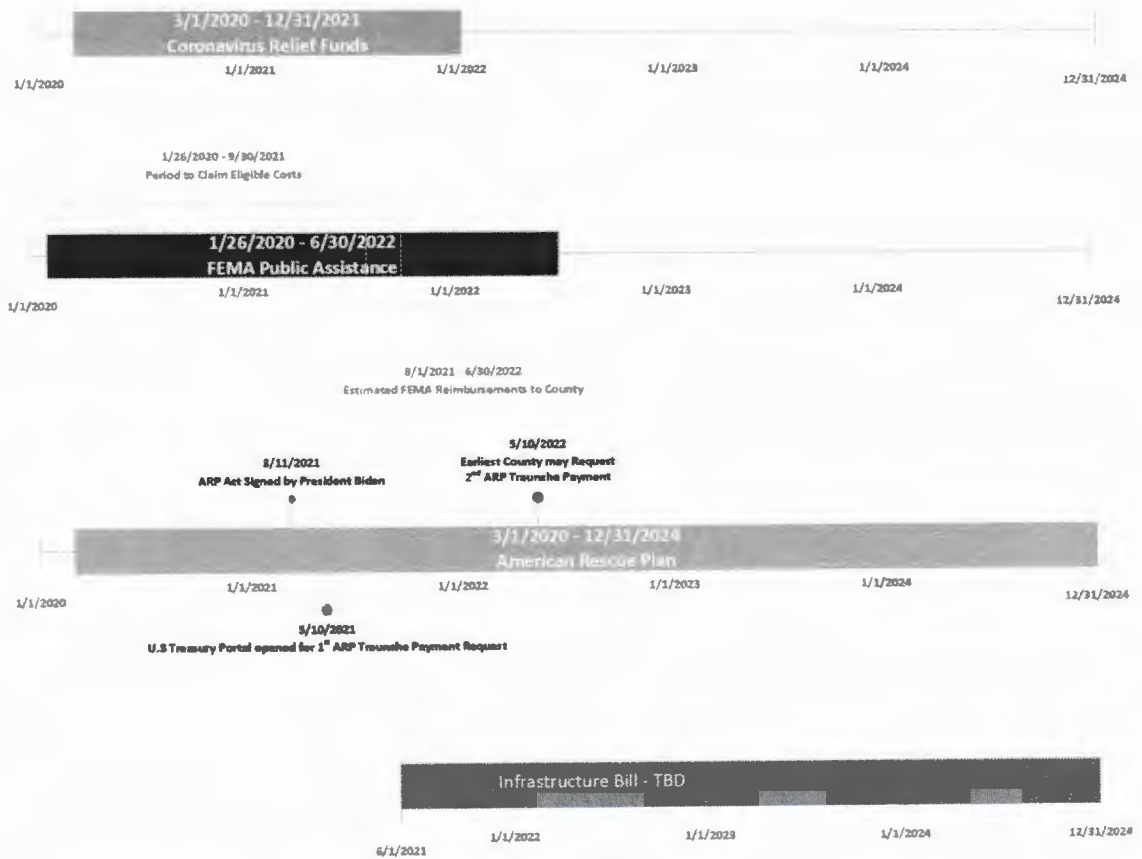 3/1/2020 - 12/31/2021
Coronavirus Relief Funds
1/1/2020
1/1/2021
1/1/2022
1/1/2023
1/1/2024
12/31/2024
1/26/2020 - 9/30/2021
Period to Claim Eligible Costs
1/26/2020 - 6/30/2022
FEMA Public Assistance
1/1/2020
1/1/2021
1/1/2022
1/1/2023
1/1/2024
12/31/2024
8/1/2021 6/30/2022
Estimated FEMA Reimbursements to County
3/11/2021
ARP Act Signed by President Biden
5/10/2022
Earliest County may Request
2nd ARP Traunshe Payment
3/1/2020 - 12/31/2024
American Rescue Plan
1/1/2020
1/1/2021
1/1/2022
1/1/2023
1/1/2024
12/31/2024
5/10/2021
U.S Treasury Portal opened for 1st ARP Traunshe Payment Request
Infrastructure Bill - TBD
6/1/2021
1/1/2022
1/1/2023
1/1/2024
12/31/2024